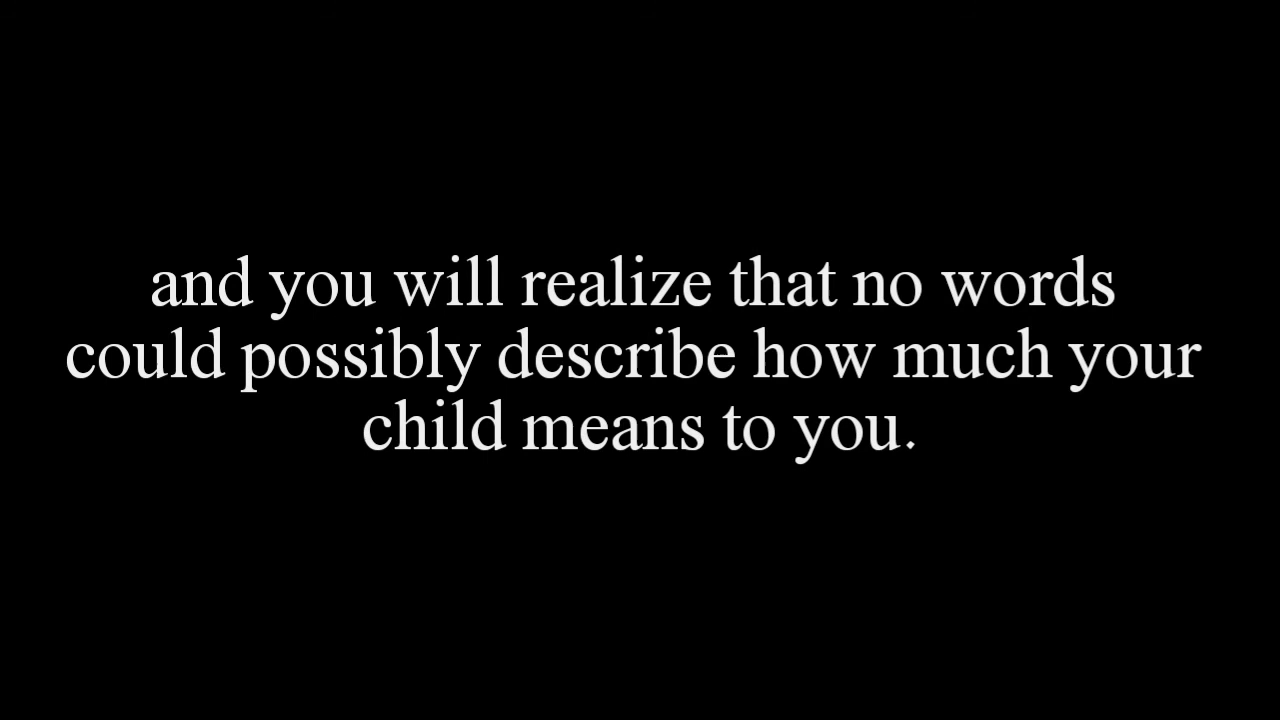 and you will realize that no words
could possibly describe how much your
child means to you.